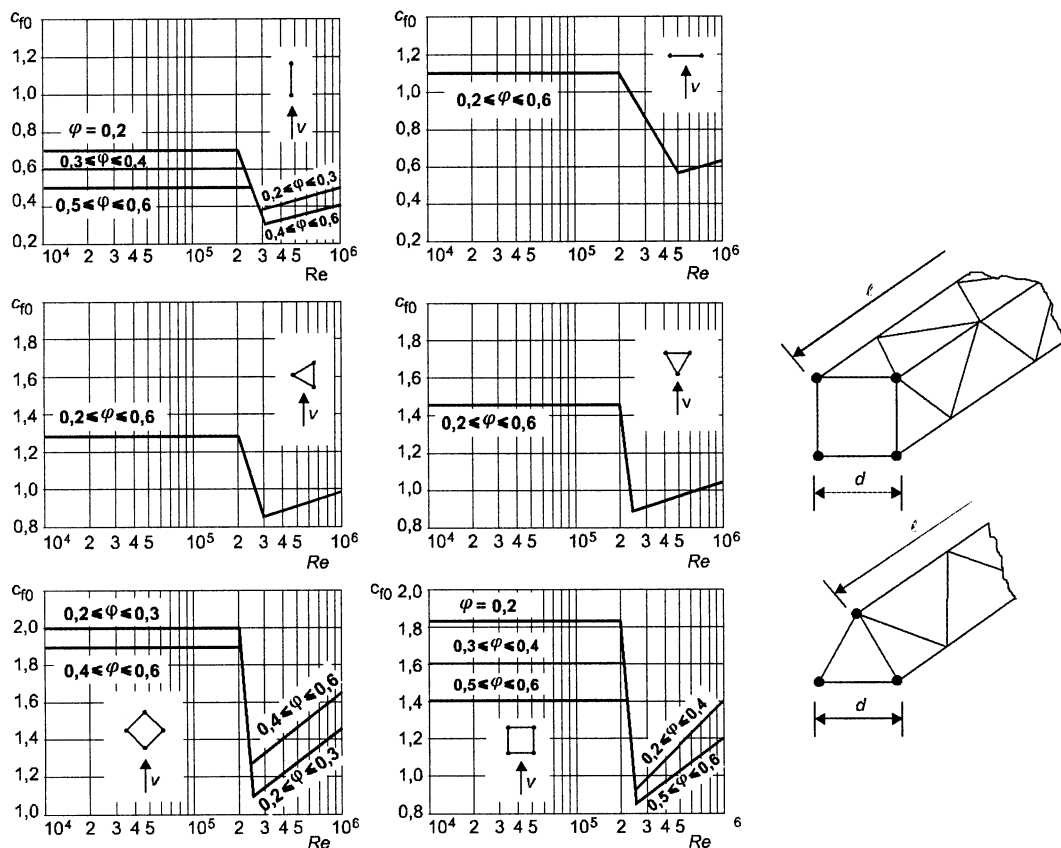 c_f0
1,2
1,0
0,8
0,6
0,4
0,2
φ = 0,2
0,3 ≤ φ ≤ 0,4
0,5 ≤ φ ≤ 0,6
0,2 ≤ φ ≤ 0,3
0,4 ≤ φ ≤ 0,6
v
10⁴ 2 3 4 5 10⁵ 2 3 4 5 10⁶
Re
c_f0
1,2
1,0
0,8
0,6
0,4
0,2
0,2 ≤ φ ≤ 0,6
v
10⁴ 2 3 4 5 10⁵ 2 3 4 5 10⁶
Re
c_f0
1,8
1,6
1,4
1,2
1,0
0,8
0,2 ≤ φ ≤ 0,6
v
10⁴ 2 3 4 5 10⁵ 2 3 4 5 10⁶
Re
c_f0
1,8
1,6
1,4
1,2
1,0
0,8
0,2 ≤ φ ≤ 0,6
v
10⁴ 2 3 4 5 10⁵ 2 3 4 5 10⁶
Re
c_f0
2,0
1,8
1,6
1,4
1,2
1,0
0,2 ≤ φ ≤ 0,3
0,4 ≤ φ ≤ 0,6
0,4 ≤ φ ≤ 0,6
0,2 ≤ φ ≤ 0,3
v
10⁴ 2 3 4 5 10⁵ 2 3 4 5 10⁶
Re
c_f0
2,0
1,8
1,6
1,4
1,2
1,0
0,8
φ = 0,2
0,3 ≤ φ ≤ 0,4
0,5 ≤ φ ≤ 0,6
0,2 ≤ φ ≤ 0,4
0,5 ≤ φ ≤ 0,6
v
10⁴ 2 3 4 5 10⁵ 2 3 4 5 6
Re
ℓ
d
ℓ
d